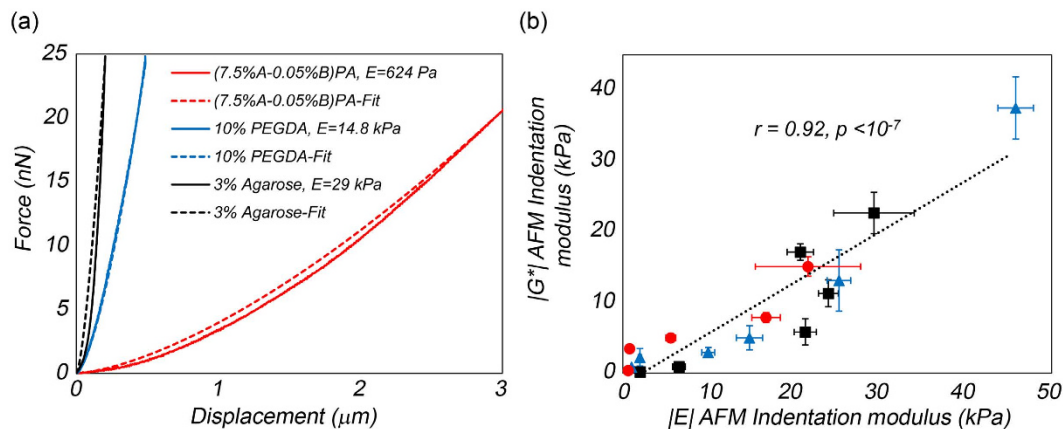 (a)
25
20
15
10
5
0
Force (nN)
(7.5%A-0.05%B)PA, E=624 Pa
(7.5%A-0.05%B)PA-Fit
10% PEGDA, E=14.8 kPa
10% PEGDA-Fit
3% Agarose, E=29 kPa
3% Agarose-Fit
0 1 2 3
Displacement (μm)
(b)
40
30
20
10
0
|G*| AFM Indentation
modulus (kPa)
r = 0.92, p <10-7
0 10 20 30 40 50
|E| AFM Indentation modulus (kPa)